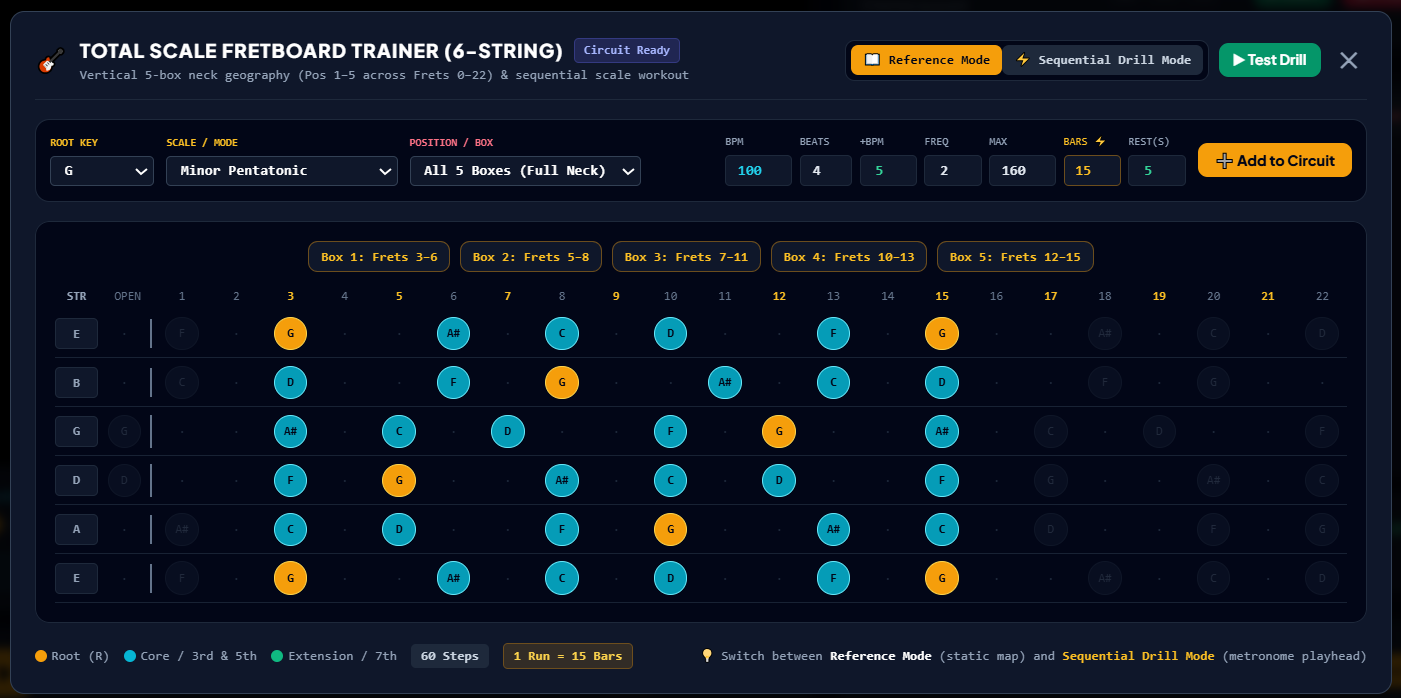 TOTAL SCALE FRETBOARD TRAINER (6-STRING) Circuit Ready
Vertical 5-box neck geography (Pos 1–5 across Frets 0–22) & sequential scale workout
Reference Mode Sequential Drill Mode Test Drill
ROOT KEY SCALE / MODE POSITION / BOX BPM BEATS +BPM FREQ MAX BARS REST(S)
G Minor Pentatonic All 5 Boxes (Full Neck) 100 4 5 2 160 15 5 Add to Circuit
Box 1: Frets 3–6 Box 2: Frets 5–8 Box 3: Frets 7–11 Box 4: Frets 10–13 Box 5: Frets 12–15
STR OPEN 1 2 3 4 5 6 7 8 9 10 11 12 13 14 15 16 17 18 19 20 21 22
E F G A# C D F G A# C D
B C D F G A# C D F G
G G A# C D F G A# C D F
D D F G A# C D F G A# C
A A# C D F G A# C D F G
E F G A# C D F G A# C D
Root (R) Core / 3rd & 5th Extension / 7th 60 Steps 1 Run = 15 Bars Switch between Reference Mode (static map) and Sequential Drill Mode (metronome playhead)